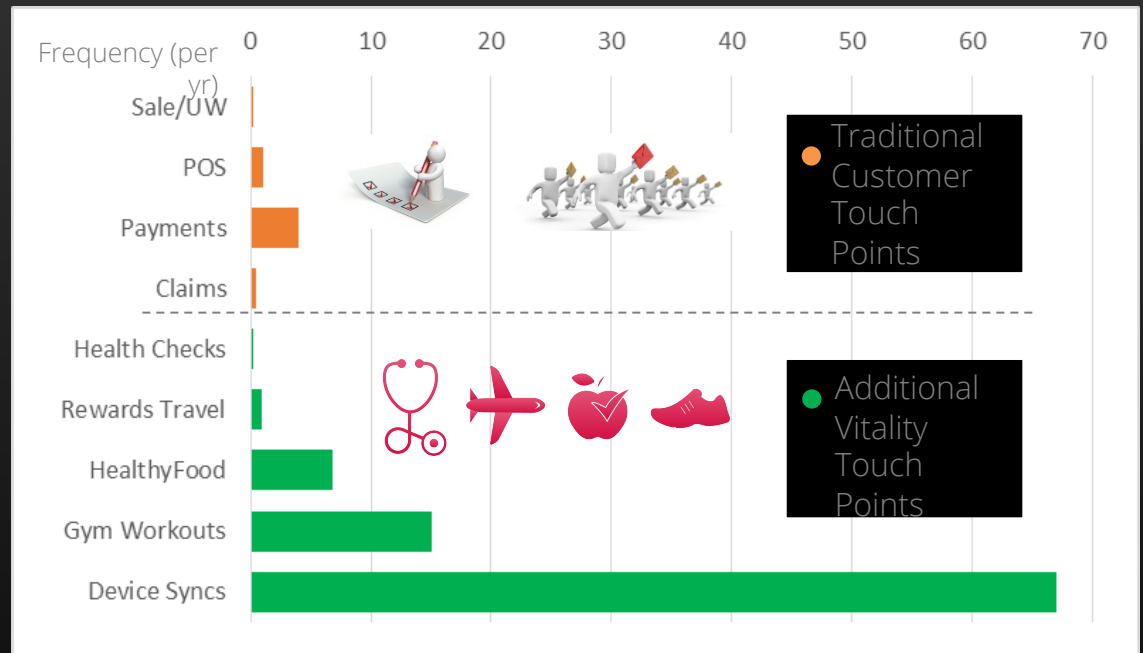 Frequency (per
yr)
0 10 20 30 40 50 60 70
Sale/UW
POS
Payments
Claims
Health Checks
Rewards Travel
HealthyFood
Gym Workouts
Device Syncs
Traditional
Customer
Touch
Points
Additional
Vitality
Touch
Points